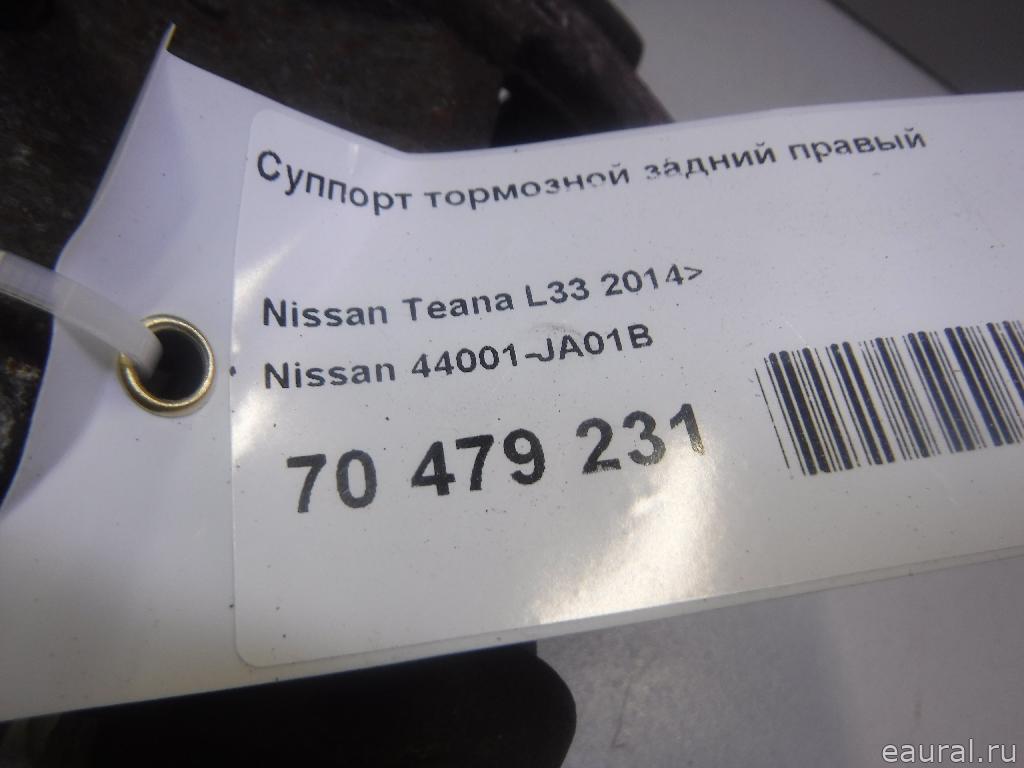 Суппорт тормозной задний правый
Nissan Teana L33 2014>
Nissan 44001-JA01B
70 479 231
eaural.ru